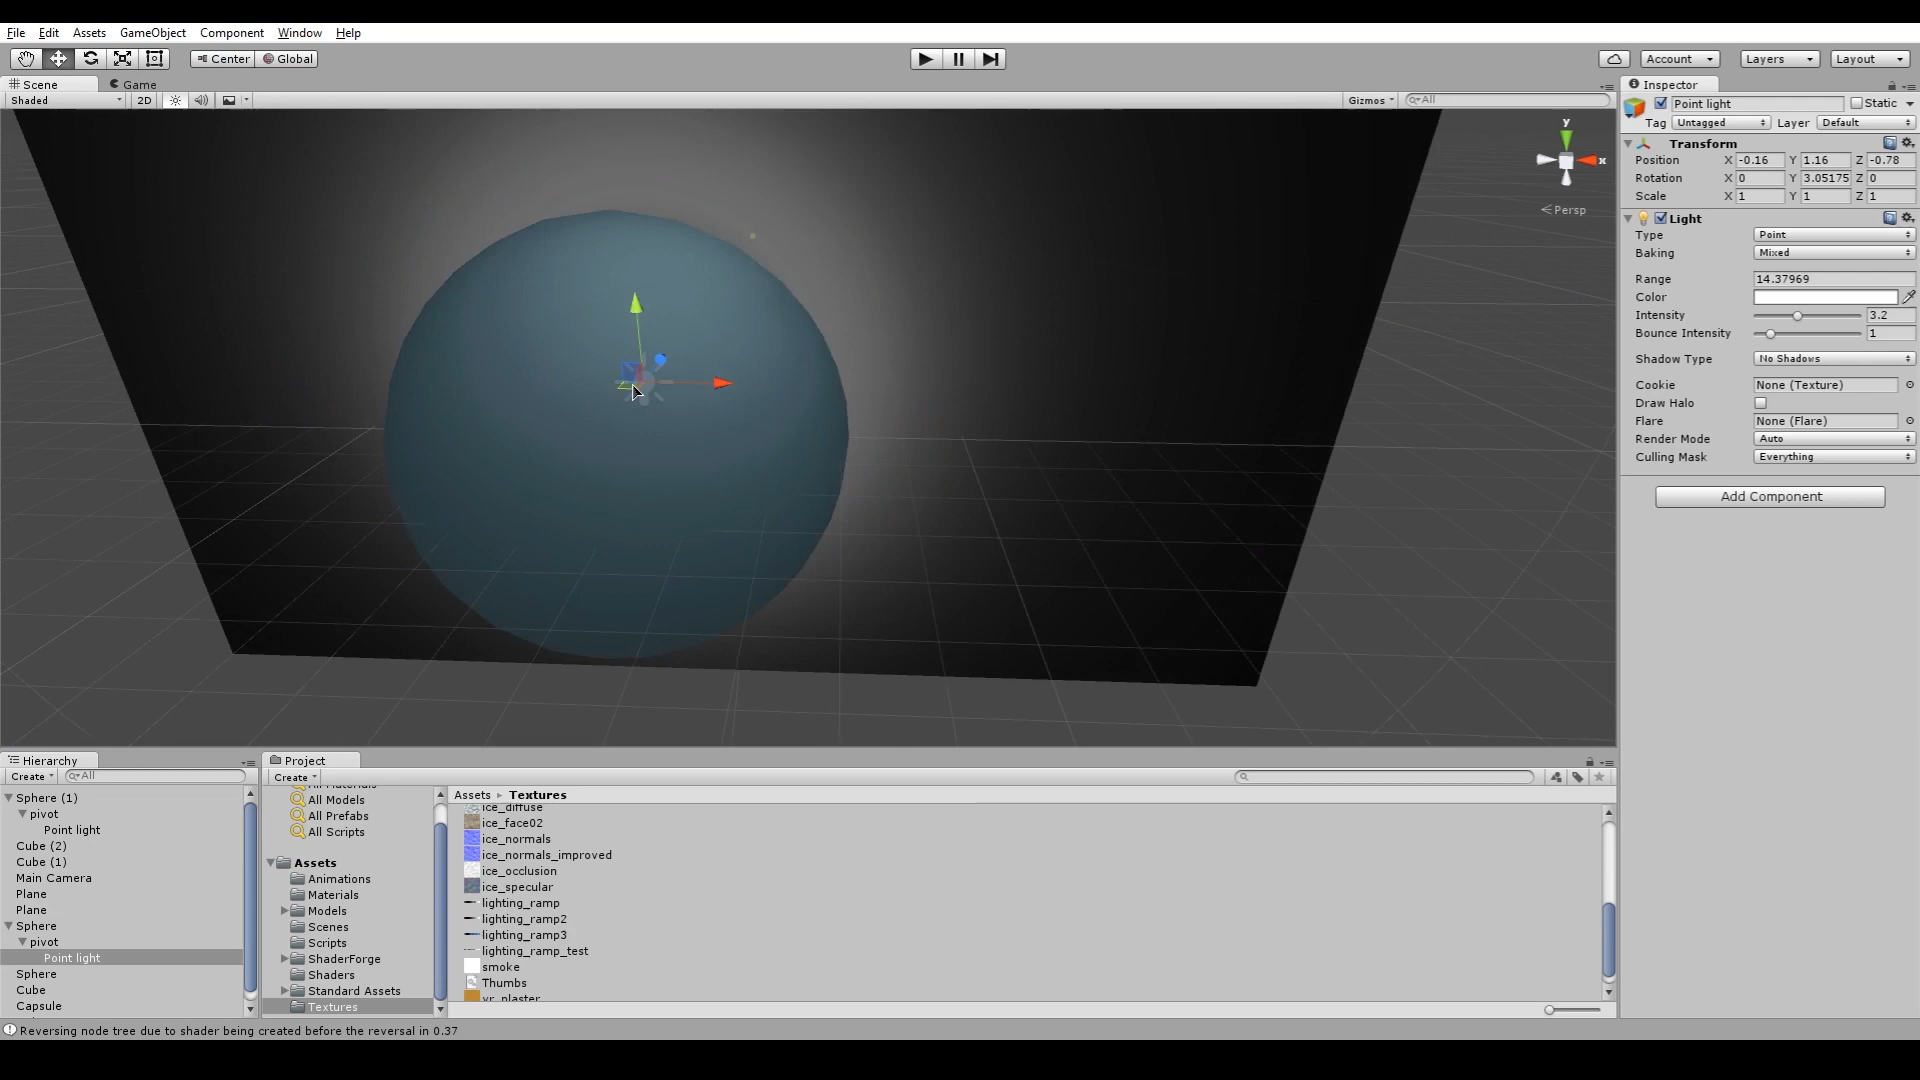 File Edit Assets GameObject Component Window Help
Center Global
Account Layers Layout
Scene Game
Shaded 2D Gizmos All
y
x
Persp
Inspector
Point light Static
Tag Untagged Layer Default
Transform
Position X -0.16 Y 1.16 Z -0.78
Rotation X 0 Y 3.05175 Z 0
Scale X 1 Y 1 Z 1
Light
Type Point
Baking Mixed
Range 14.37969
Color
Intensity 3.2
Bounce Intensity 1
Shadow Type No Shadows
Cookie None (Texture)
Draw Halo
Flare None (Flare)
Render Mode Auto
Culling Mask Everything
Add Component
Hierarchy
Create All
Sphere (1)
pivot
Point light
Cube (2)
Cube (1)
Main Camera
Plane
Plane
Sphere
pivot
Point light
Sphere
Cube
Capsule
Project
Create
All Materials
All Models
All Prefabs
All Scripts
Assets
Animations
Materials
Models
Scenes
Scripts
ShaderForge
Shaders
Standard Assets
Textures
Assets Textures
ice_diffuse
ice_face02
ice_normals
ice_normals_improved
ice_occlusion
ice_specular
lighting_ramp
lighting_ramp2
lighting_ramp3
lighting_ramp_test
smoke
Thumbs
vr_plaster
Reversing node tree due to shader being created before the reversal in 0.37